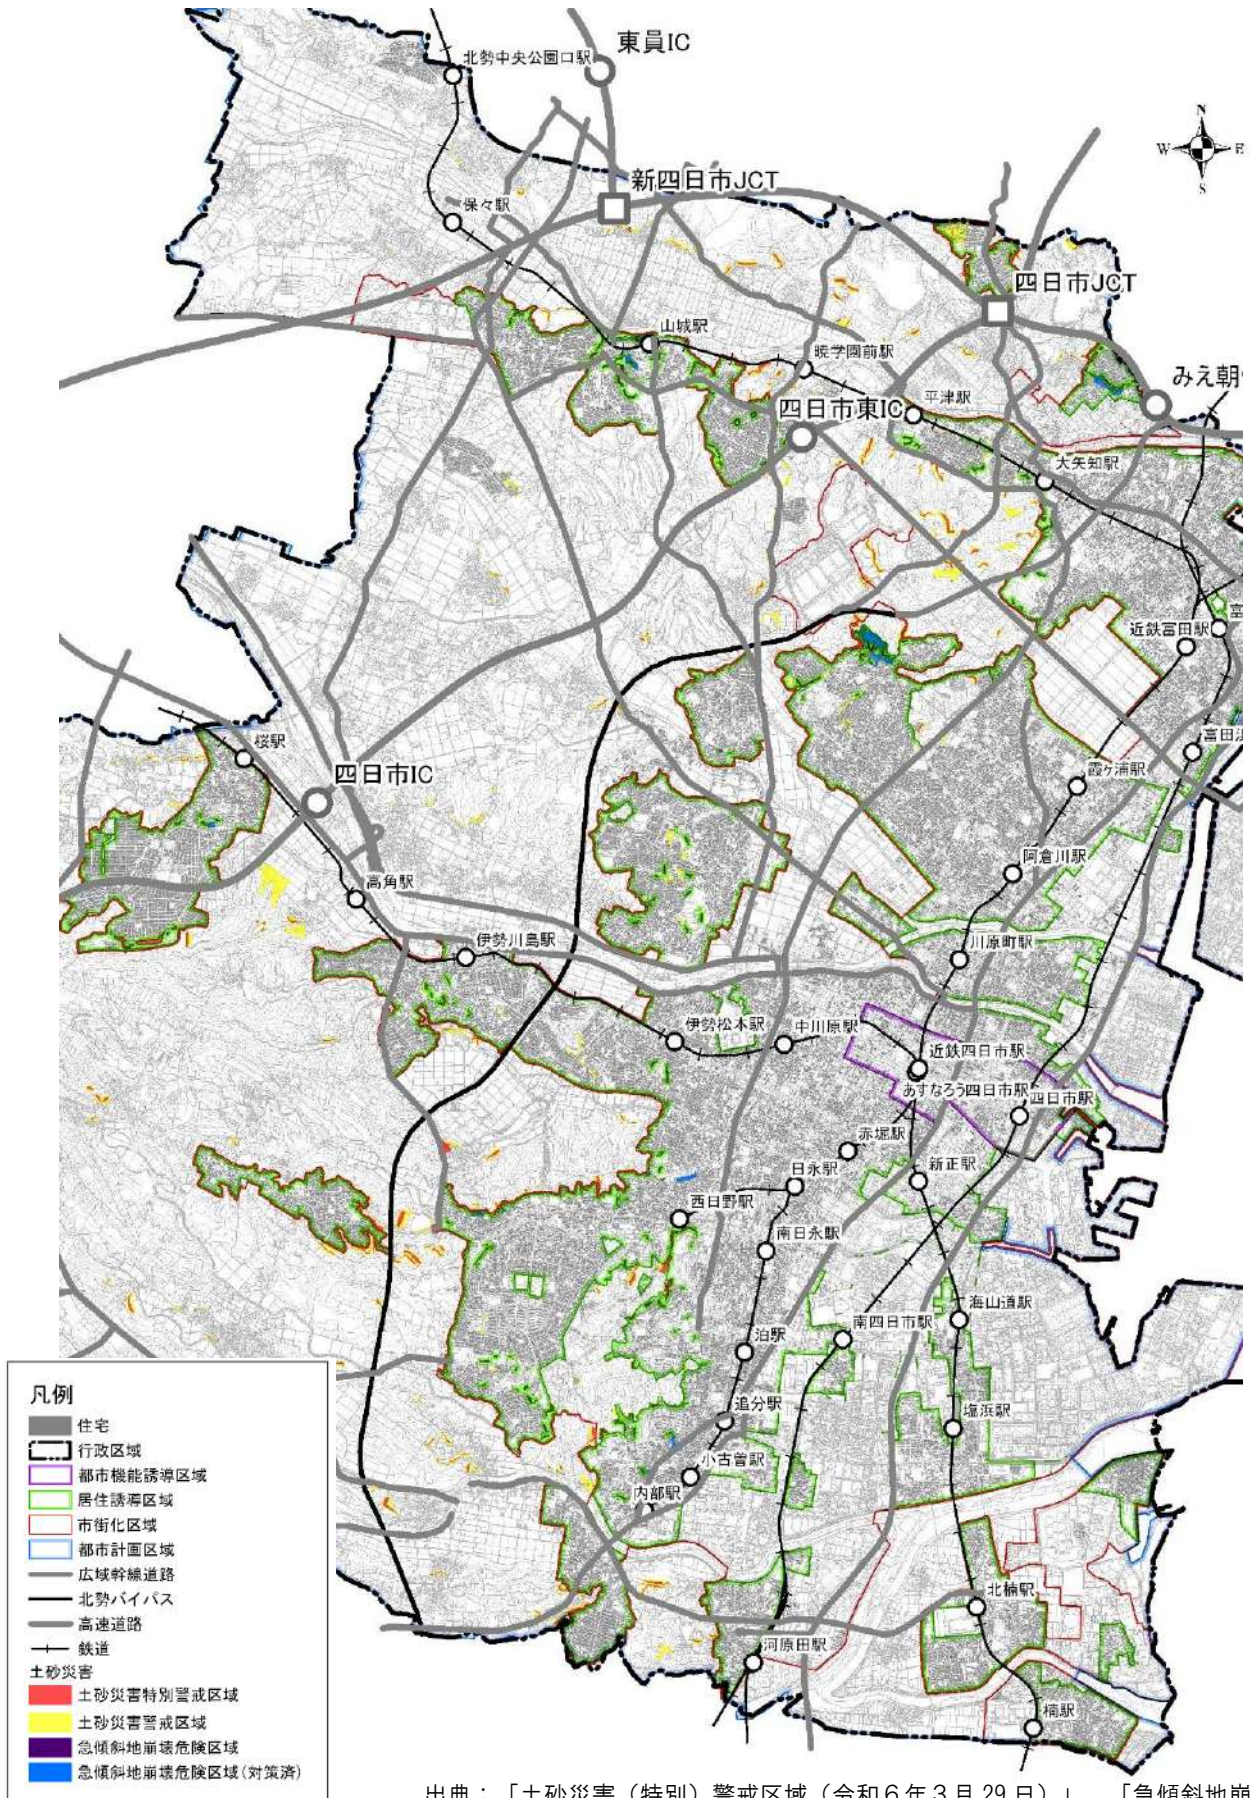 東員IC
北勢中央公園口駅
N
W
E
S
新四日市JCT
保々駅
四日市JCT
山城駅
暁学園前駅
みえ朝
四日市東IC
平津駅
大矢知駅
近鉄富田駅
富
富田浜
桜駅
四日市IC
霞ヶ浦駅
阿倉川駅
高角駅
伊勢川島駅
川原町駅
伊勢松本駅
中川原駅
近鉄四日市駅
あすなろう四日市駅
四日市駅
赤堀駅
日永駅
新正駅
西日野駅
南日永駅
海山道駅
南四日市駅
泊駅
追分駅
塩浜駅
小古曽駅
内部駅
北楠駅
河原田駅
楠駅
凡例
住宅
行政区域
都市機能誘導区域
居住誘導区域
市街化区域
都市計画区域
広域幹線道路
北勢バイパス
高速道路
鉄道
土砂災害
土砂災害特別警戒区域
土砂災害警戒区域
急傾斜地崩壊危険区域
急傾斜地崩壊危険区域(対策済)
出典：「土砂災害（特別）警戒区域（令和６年３月29日）」、「急傾斜地崩